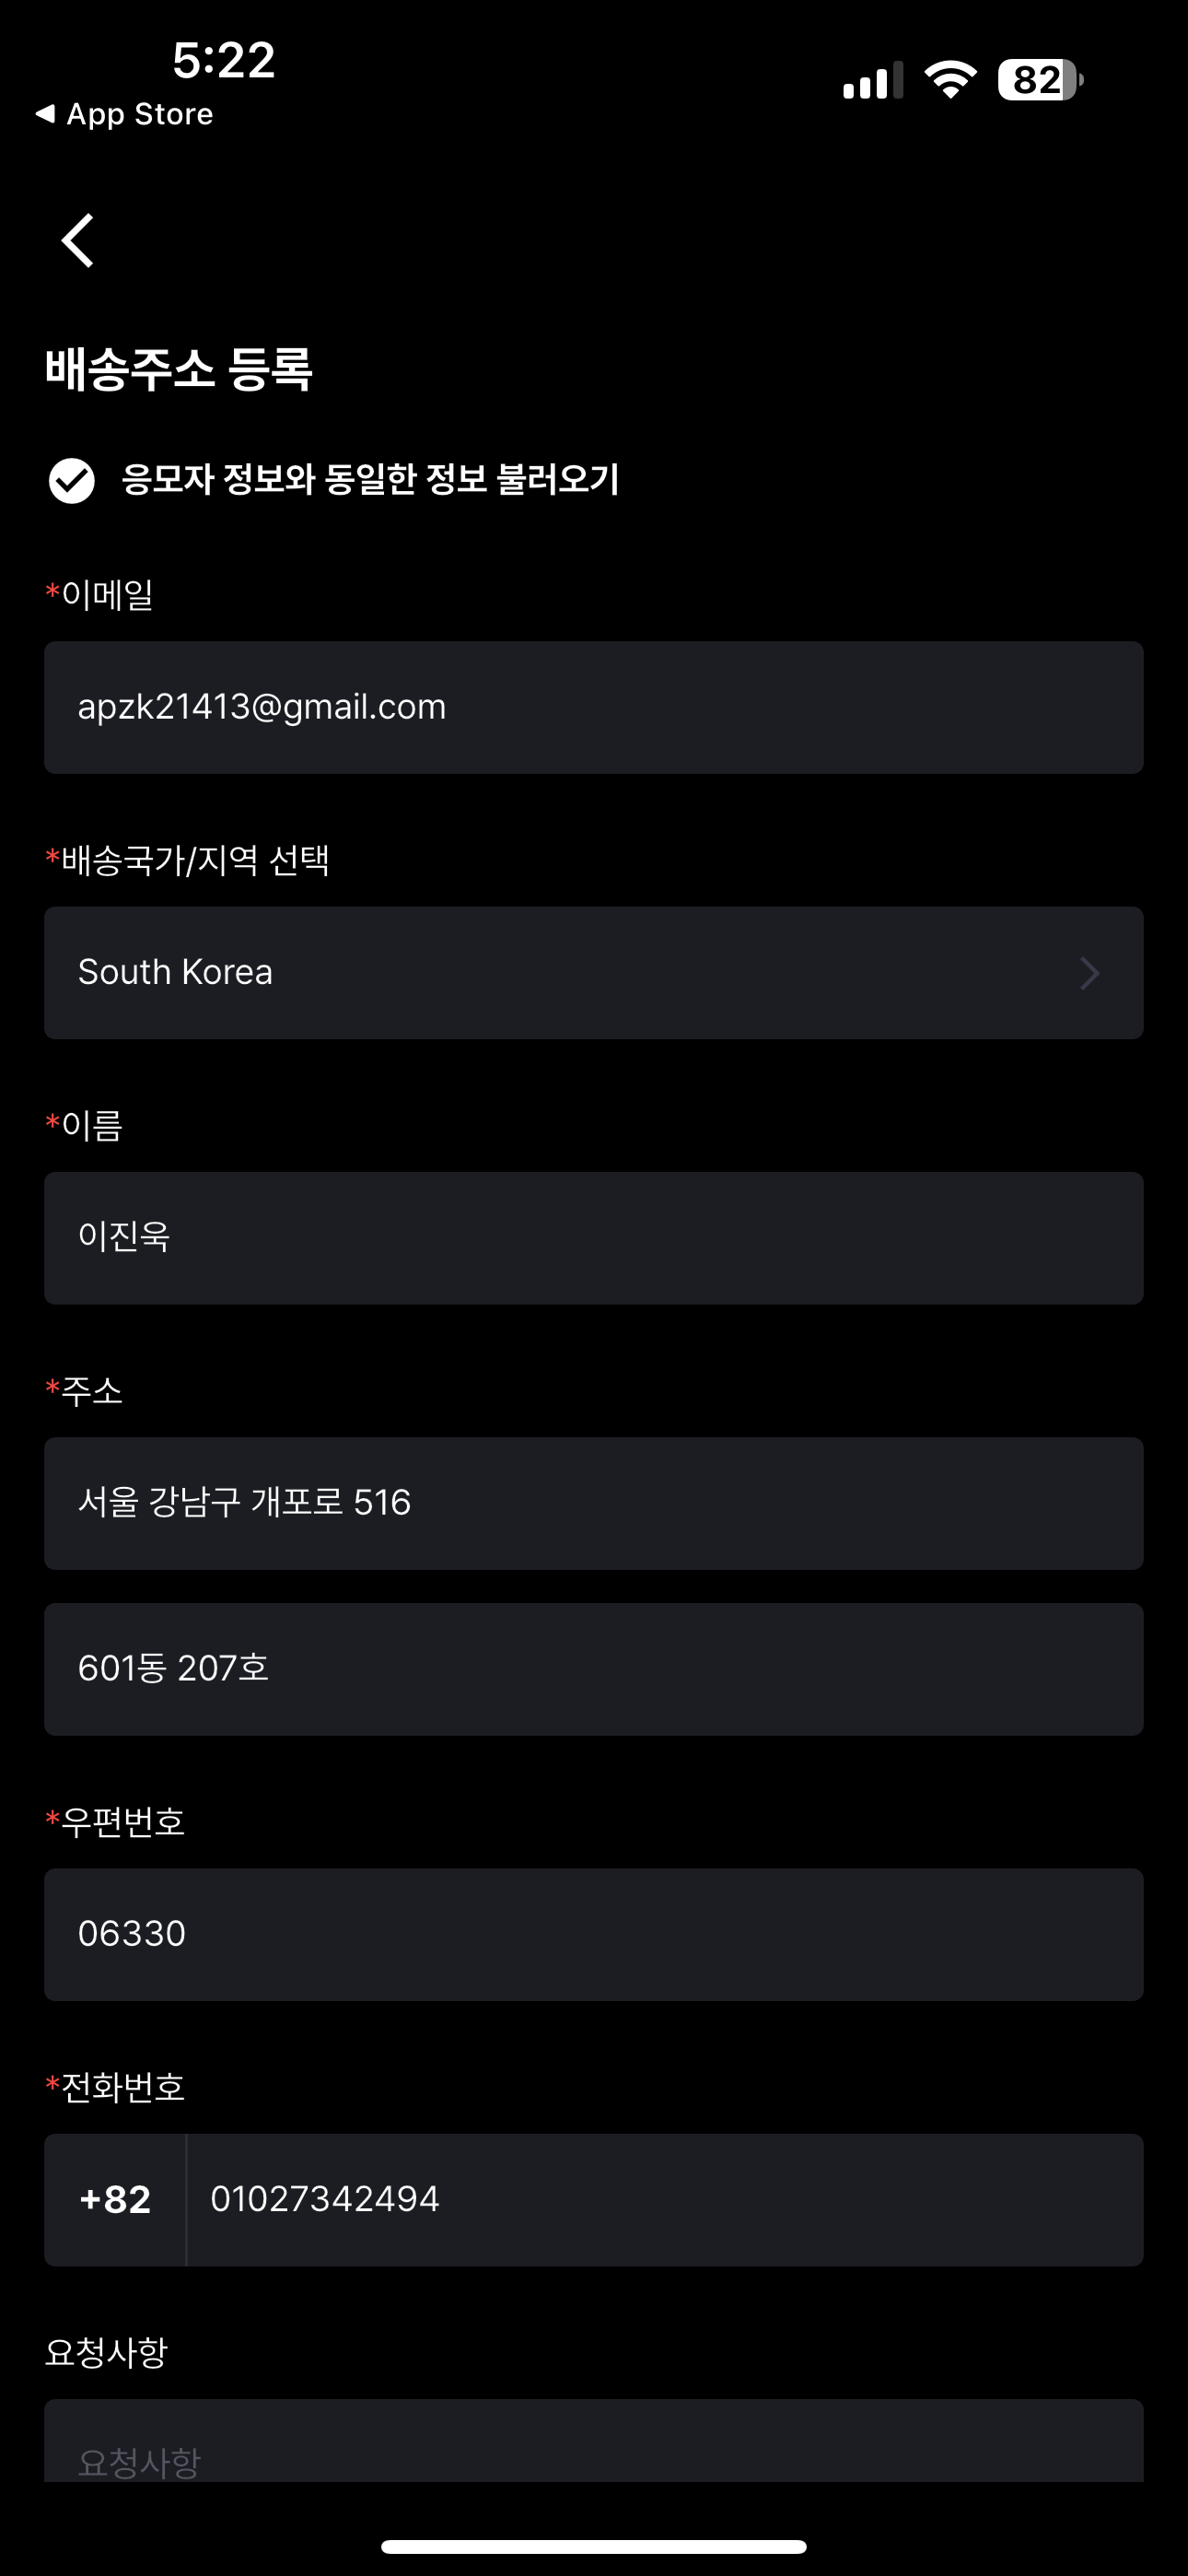 5:22
82
App Store
배송주소 등록
응모자 정보와 동일한 정보 불러오기
*이메일
apzk21413@gmail.com
*배송국가/지역 선택
South Korea
*이름
이진욱
*주소
서울 강남구 개포로 516
601동 207호
*우편번호
06330
*전화번호
+82 01027342494
요청사항
요청사항